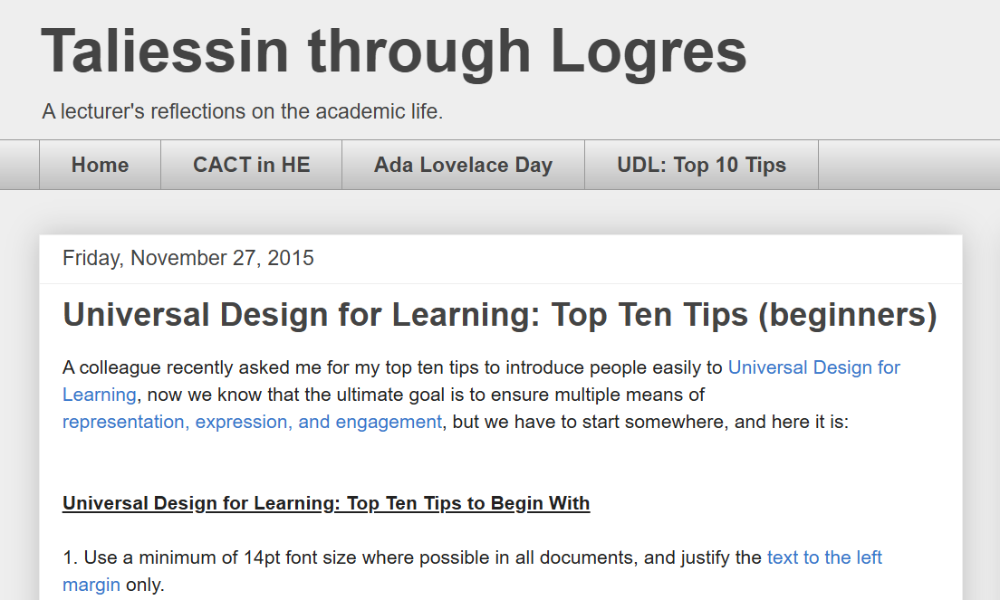 Taliessin through Logres
A lecturer's reflections on the academic life.
Home CACT in HE Ada Lovelace Day UDL: Top 10 Tips
Friday, November 27, 2015
Universal Design for Learning: Top Ten Tips (beginners)
A colleague recently asked me for my top ten tips to introduce people easily to Universal Design for
Learning, now we know that the ultimate goal is to ensure multiple means of
representation, expression, and engagement, but we have to start somewhere, and here it is:
Universal Design for Learning: Top Ten Tips to Begin With
1. Use a minimum of 14pt font size where possible in all documents, and justify the text to the left
margin only.